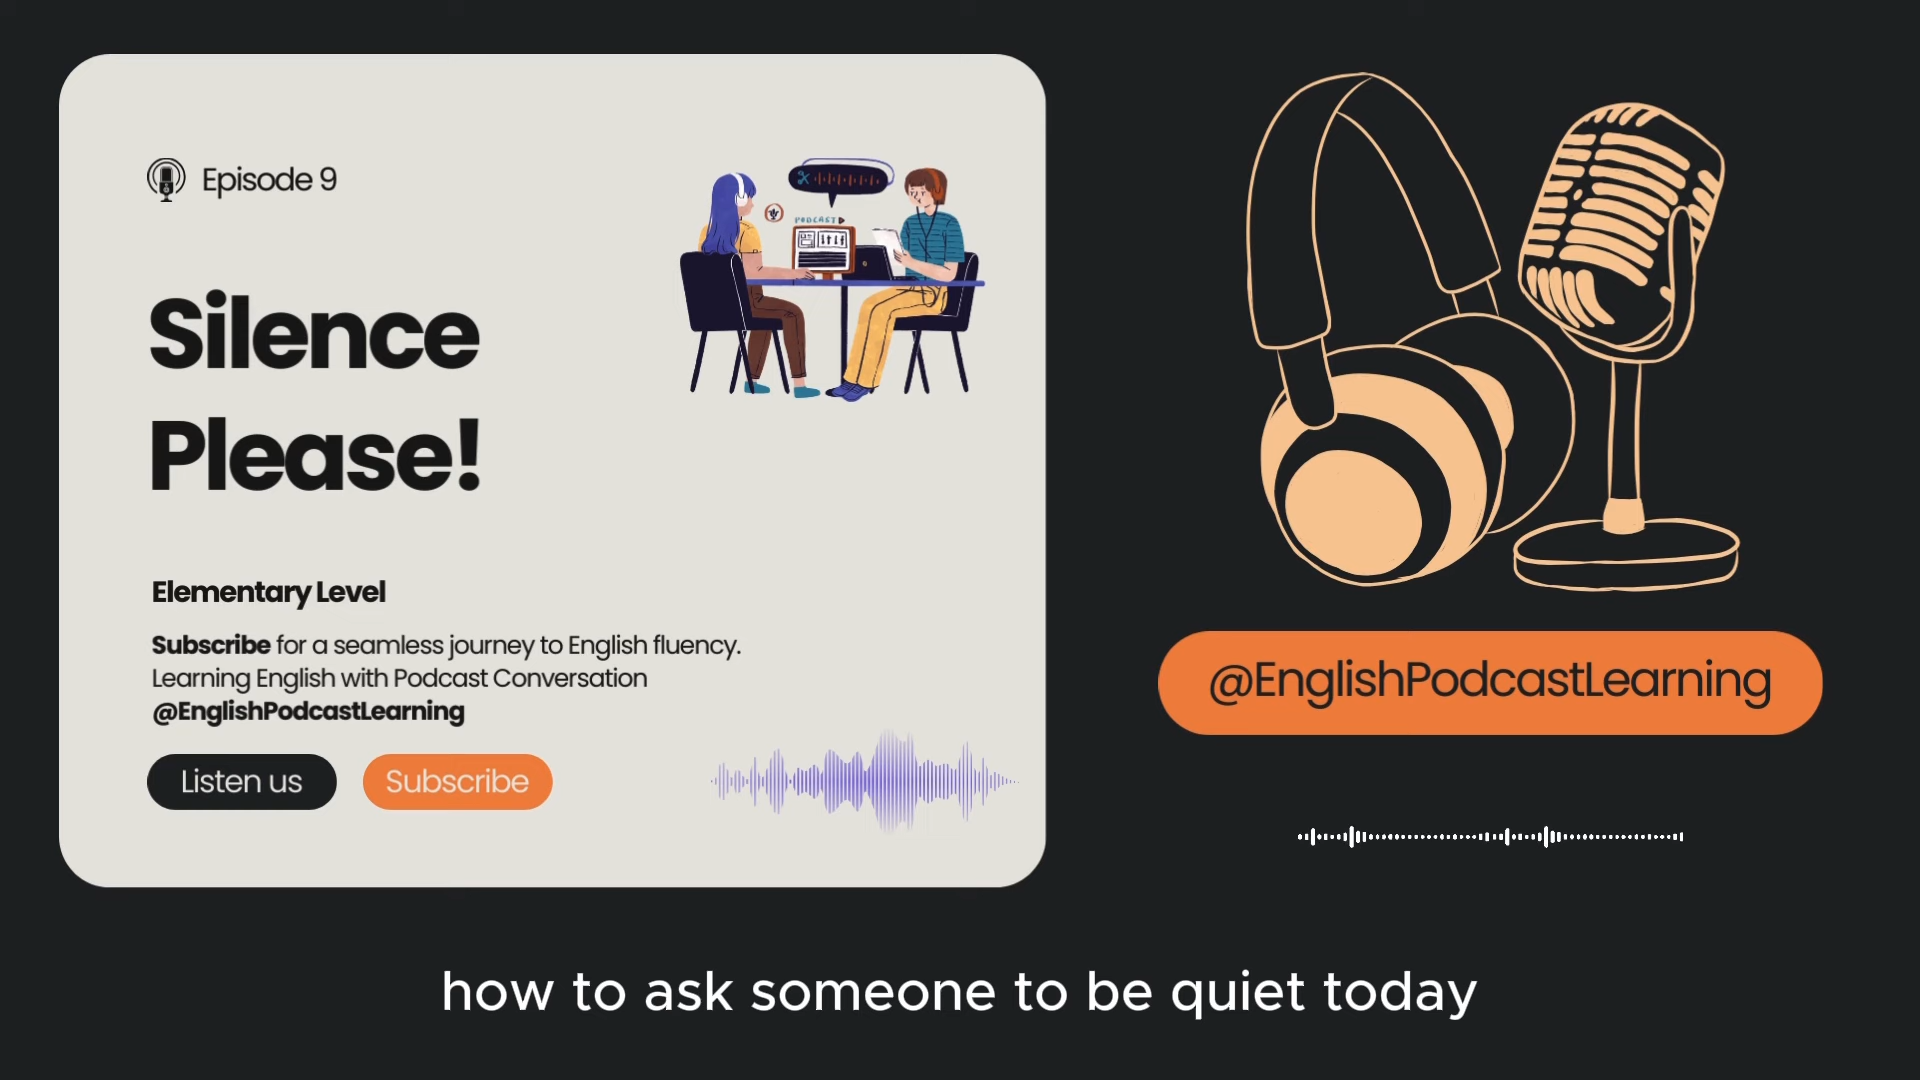 Episode 9
PODCAST
Silence
Please!
Elementary Level
Subscribe for a seamless journey to English fluency.
Learning English with Podcast Conversation
@EnglishPodcastLearning
Listen us
Subscribe
@EnglishPodcastLearning
how to ask someone to be quiet today